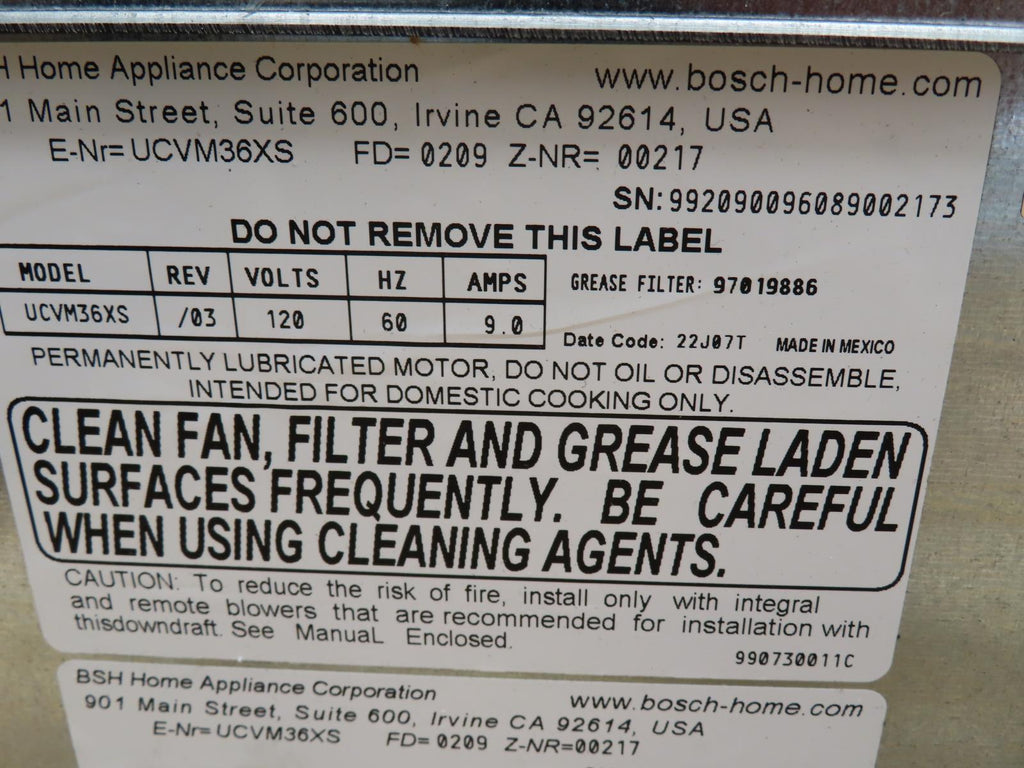 H Home Appliance Corporation www.bosch-home.com
1 Main Street, Suite 600, Irvine CA 92614, USA
E-Nr= UCVM36XS FD= 0209 Z-NR= 00217
SN: 992090096089002173
DO NOT REMOVE THIS LABEL
MODEL REV VOLTS HZ AMPS GREASE FILTER: 97019886
UCVM36XS /03 120 60 9.0
Date Code: 22J07T MADE IN MEXICO
PERMANENTLY LUBRICATED MOTOR, DO NOT OIL OR DISASSEMBLE,
INTENDED FOR DOMESTIC COOKING ONLY.
CLEAN FAN, FILTER AND GREASE LADEN
SURFACES FREQUENTLY. BE CAREFUL
WHEN USING CLEANING AGENTS.
CAUTION: To reduce the risk of fire, install only with integral
and remote blowers that are recommended for installation with
thisdowndraft. See ManuaL Enclosed.
990730011C
BSH Home Appliance Corporation www.bosch-home.com
901 Main Street, Suite 600, Irvine CA 92614, USA
E-Nr= UCVM36XS FD= 0209 Z-NR=00217